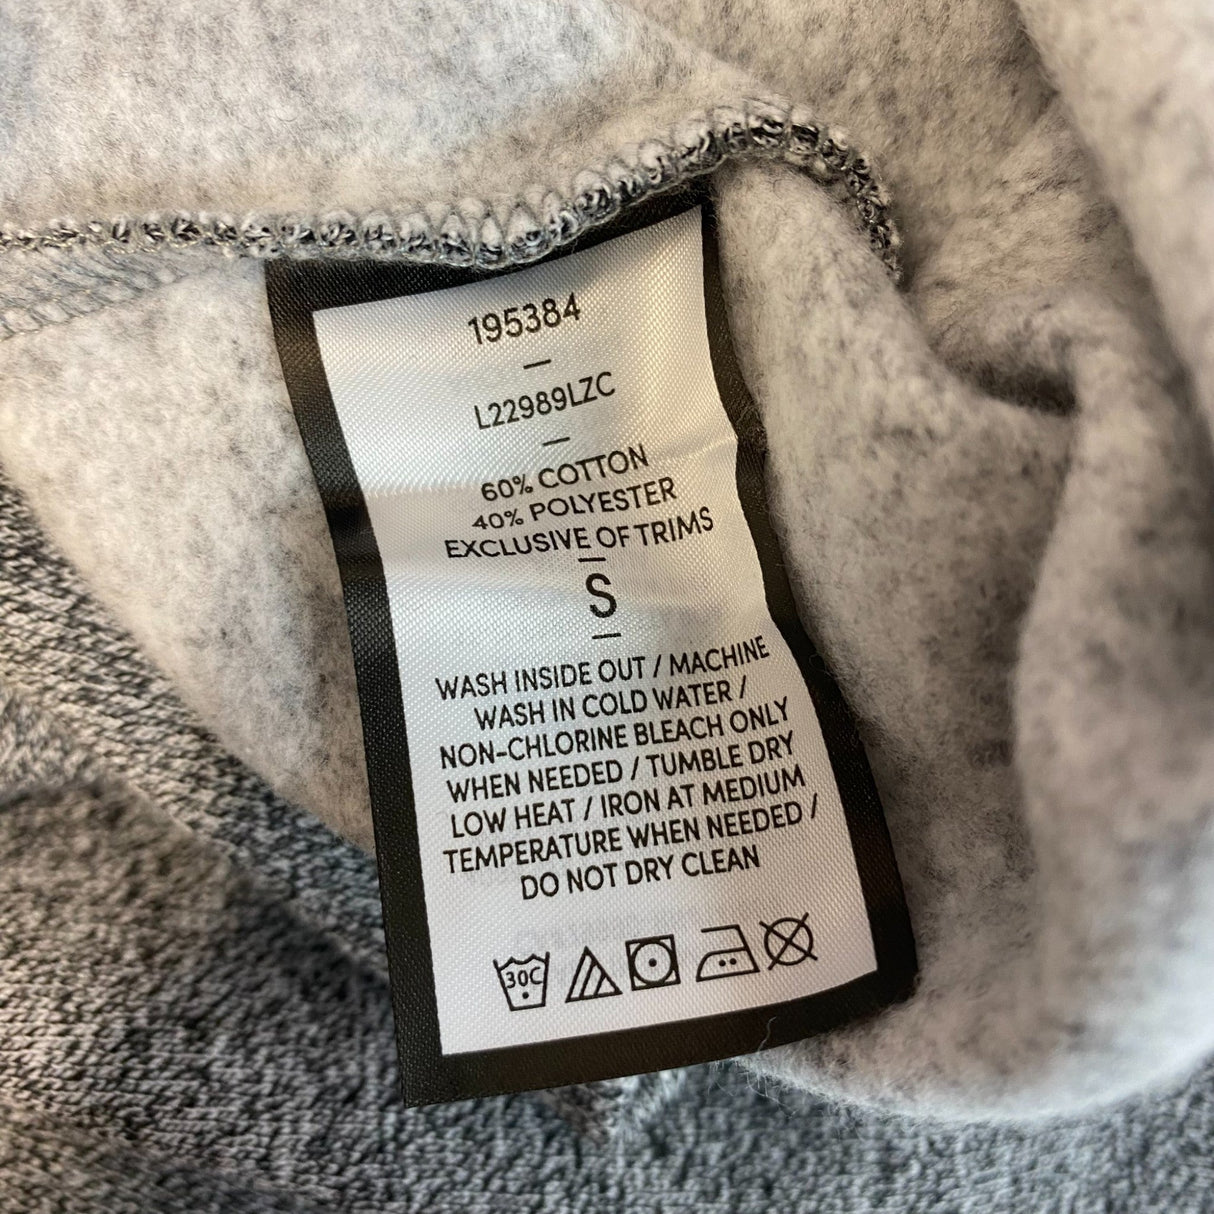 195384
—
L22989LZC
—
60% COTTON
40% POLYESTER
EXCLUSIVE OF TRIMS
—
S
—
WASH INSIDE OUT / MACHINE
WASH IN COLD WATER /
NON-CHLORINE BLEACH ONLY
WHEN NEEDED / TUMBLE DRY
LOW HEAT / IRON AT MEDIUM
TEMPERATURE WHEN NEEDED /
DO NOT DRY CLEAN
30C